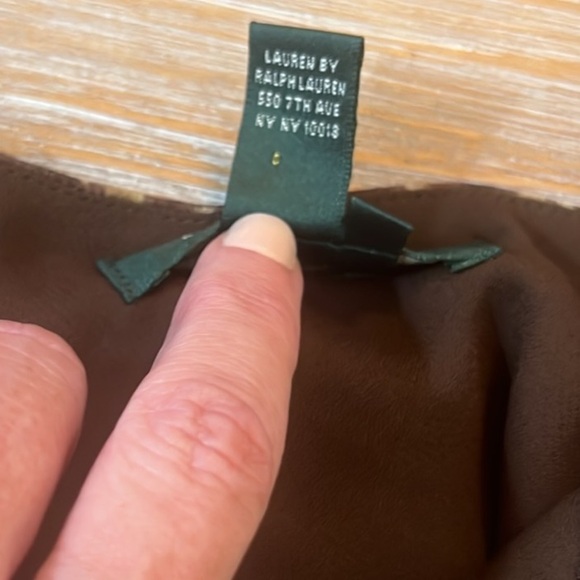 LAUREN BY
RALPH LAUREN
550 7TH AVE
NY NY 10018